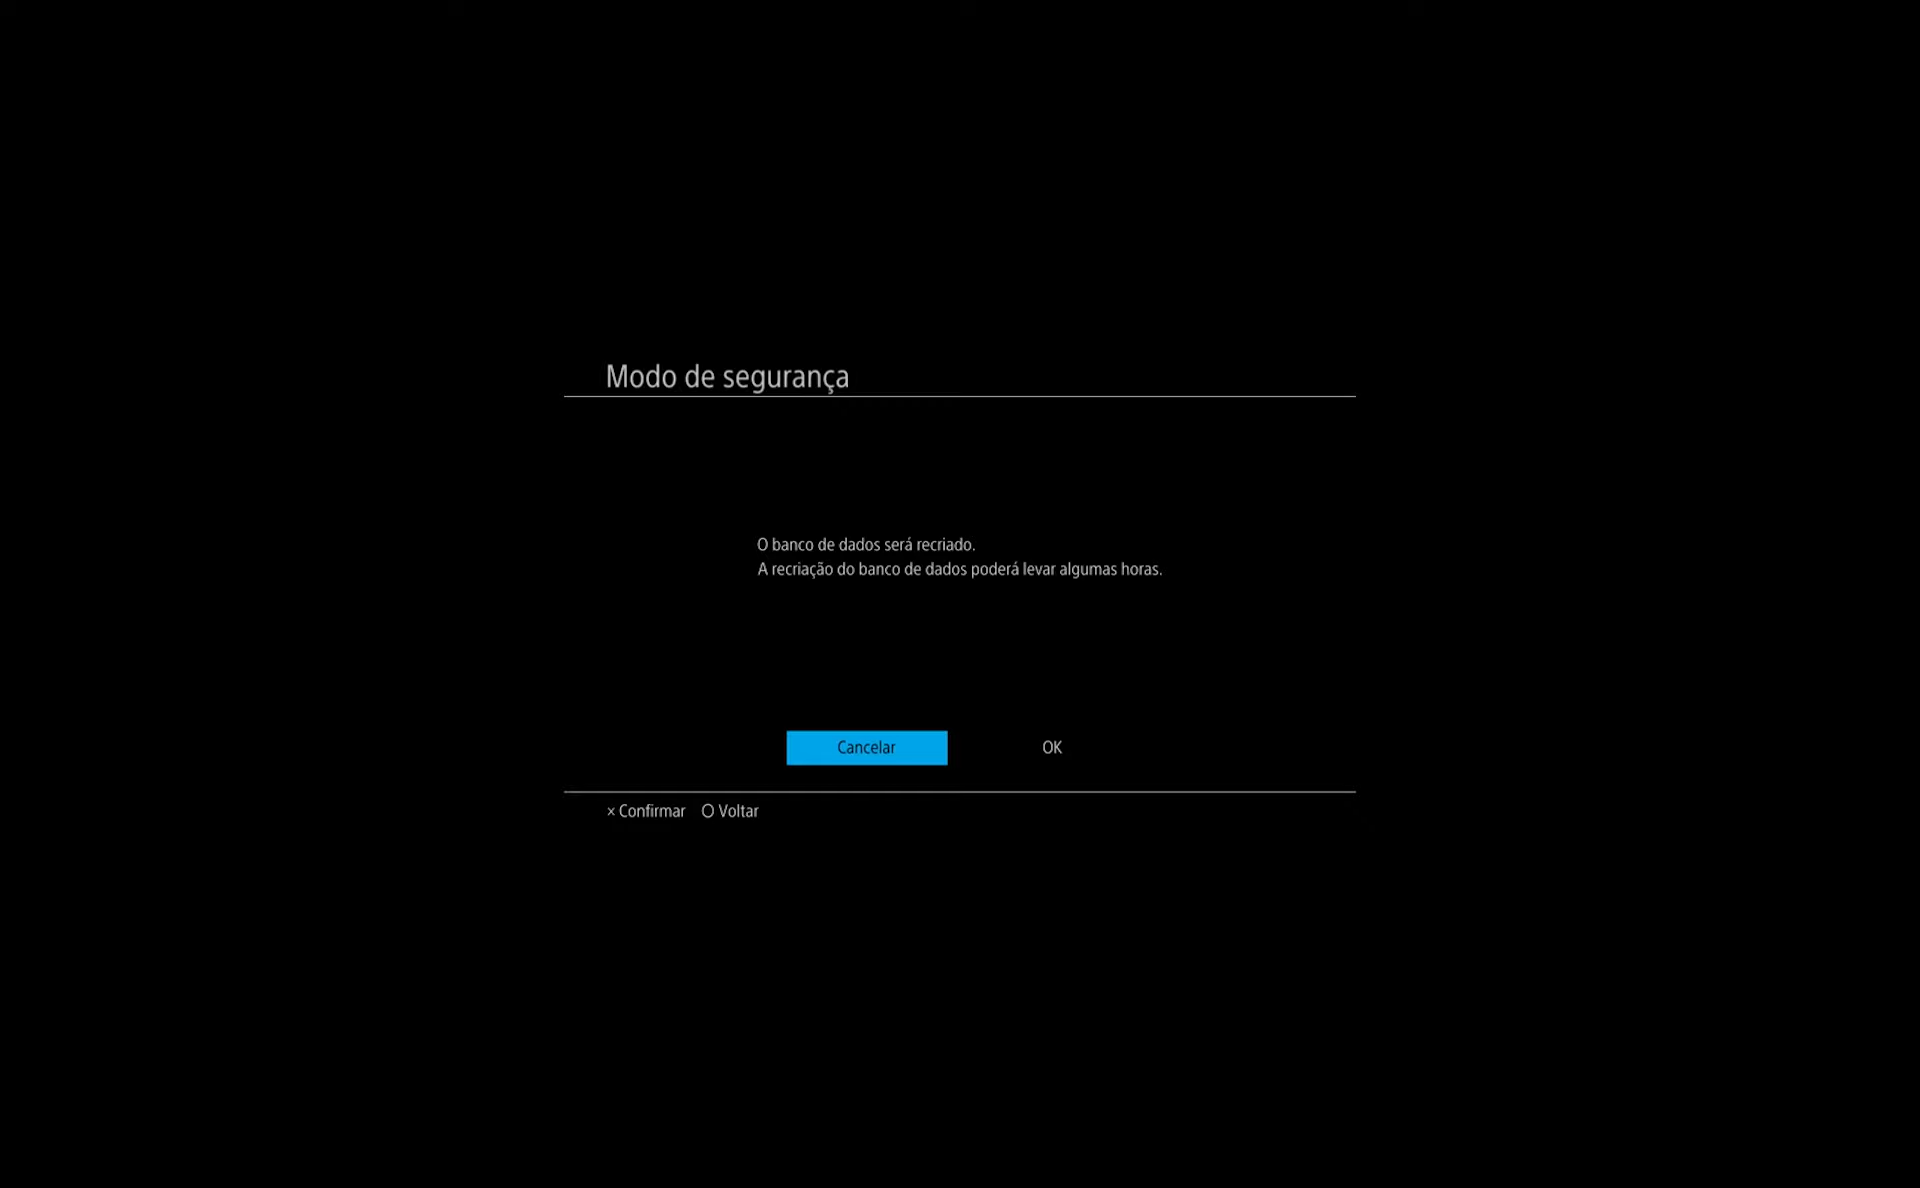 Modo de segurança
O banco de dados será recriado.
A recriação do banco de dados poderá levar algumas horas.
Cancelar OK
× Confirmar O Voltar